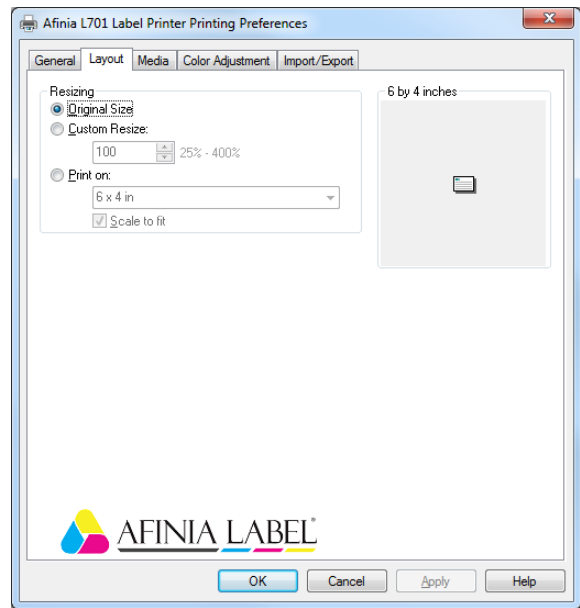 Afinia L701 Label Printer Printing Preferences
General Layout Media Color Adjustment Import/Export
Resizing
Original Size
Custom Resize:
100 25% - 400%
Print on:
6 x 4 in
Scale to fit
6 by 4 inches
AFINIA LABEL®
OK Cancel Apply Help